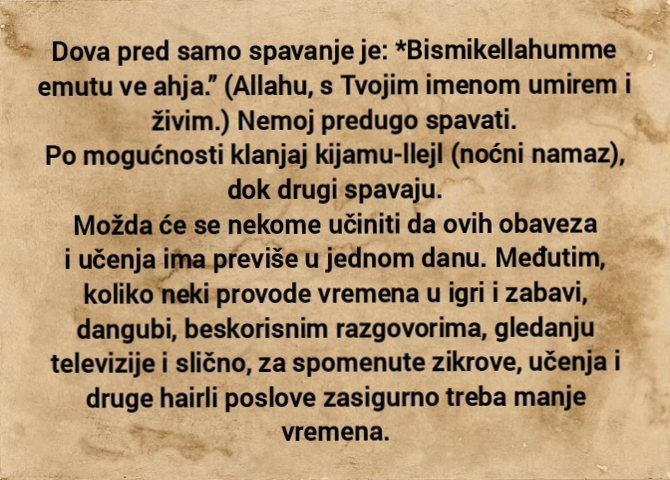 Dova pred samo spavanje je: *Bismikellahumme
emutu ve ahja.” (Allahu, s Tvojim imenom umirem i
živim.) Nemoj predugo spavati.
Po mogućnosti klanjaj kijamu-llejl (noćni namaz),
dok drugi spavaju.
Možda će se nekome učiniti da ovih obaveza
i učenja ima previše u jednom danu. Međutim,
koliko neki provode vremena u igri i zabavi,
dangubi, beskorisnim razgovorima, gledanju
televizije i slično, za spomenute zikrove, učenja i
druge hairli poslove zasigurno treba manje
vremena.